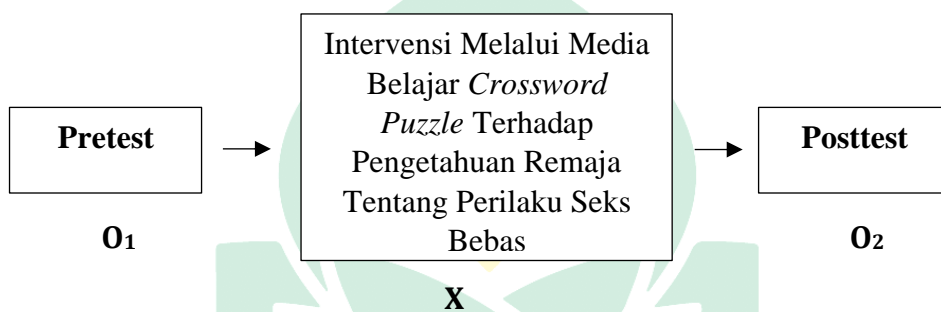 Pretest
O1
Intervensi Melalui Media
Belajar Crossword
Puzzle Terhadap
Pengetahuan Remaja
Tentang Perilaku Seks
Bebas
X
Posttest
O2